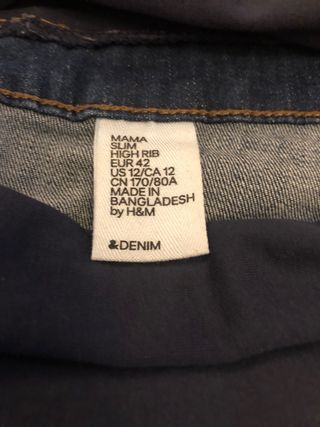 MAMA
SLIM
HIGH RIB
EUR 42
US 12/CA 12
CN 170/80A
MADE IN
BANGLADESH
by H&M
&DENIM